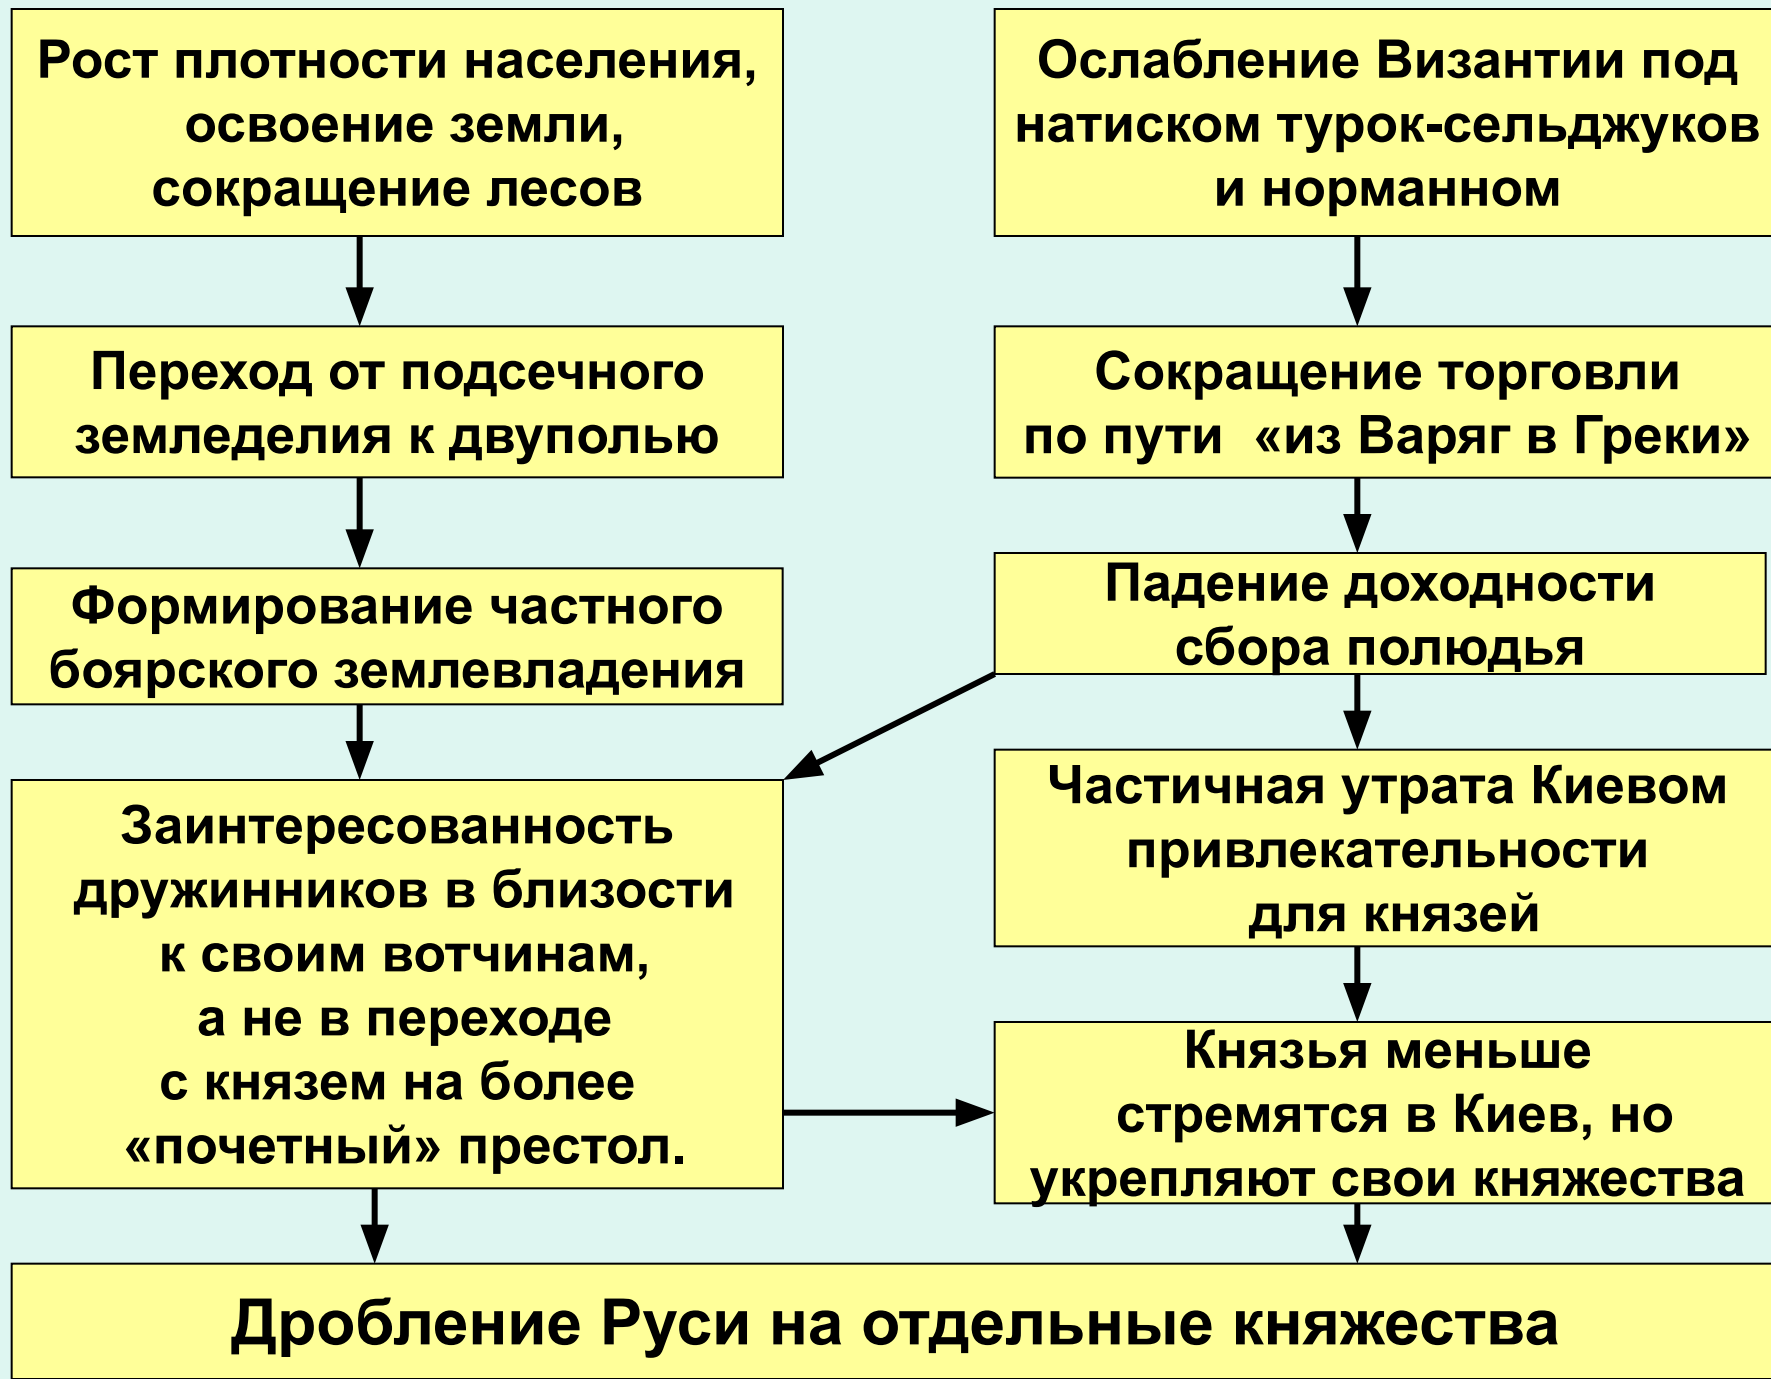 Рост плотности населения,
освоение земли,
сокращение лесов
Переход от подсечного
земледелия к двуполью
Формирование частного
боярского землевладения
Заинтересованность
дружинников в близости
к своим вотчинам,
а не в переходе
с князем на более
«почетный» престол.
Ослабление Византии под
натиском турок-сельджуков
и норманном
Сокращение торговли
по пути «из Варяг в Греки»
Падение доходности
сбора полюдья
Частичная утрата Киевом
привлекательности
для князей
Князья меньше
стремятся в Киев, но
укрепляют свои княжества
Дробление Руси на отдельные княжества